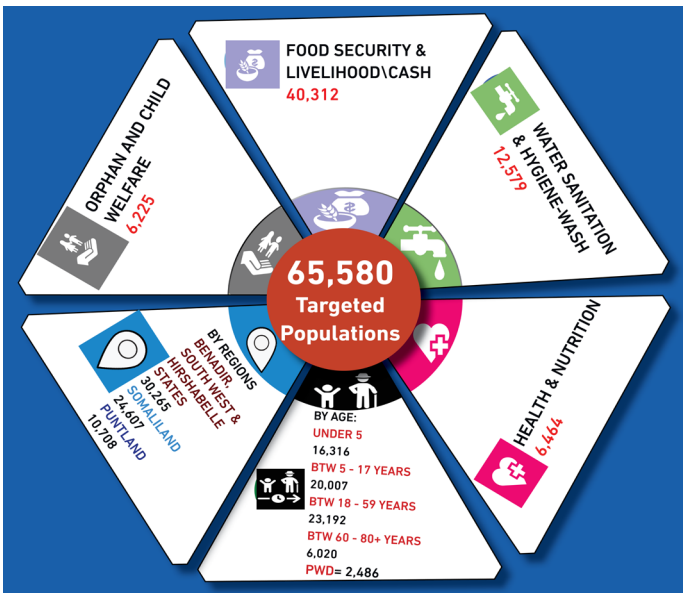 FOOD SECURITY &
LIVELIHOOD\CASH
40,312
WATER SANITATION
& HYGIENE-WASH
12,579
HEALTH & NUTRITION
6,464
BY AGE:
UNDER 5
16,316
BTW 5 - 17 YEARS
20,007
BTW 18 - 59 YEARS
23,192
BTW 60 - 80+ YEARS
6,020
PWD= 2,486
BY REGIONS
BENADIR,
SOUTH WEST &
HIRSHABELLE
STATES
30,265
SOMALILAND
24,607
PUNTLAND
10,708
ORPHAN AND CHILD
WELFARE
6,225
65,580
Targeted
Populations